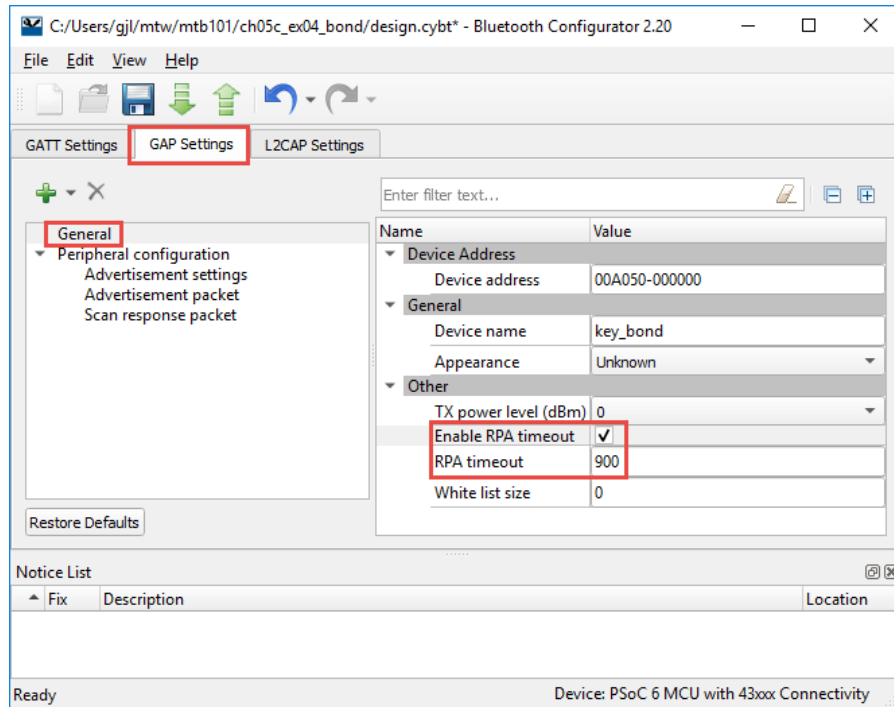 C:/Users/gjl/mtw/mtb101/ch05c_ex04_bond/design.cybt* - Bluetooth Configurator 2.20
File Edit View Help
GATT Settings GAP Settings L2CAP Settings
Enter filter text...
General
Peripheral configuration
Advertisement settings
Advertisement packet
Scan response packet
Restore Defaults
Name Value
Device Address
Device address 00A050-000000
General
Device name key_bond
Appearance Unknown
Other
TX power level (dBm) 0
Enable RPA timeout
RPA timeout 900
White list size 0
Notice List
Fix Description Location
Ready Device: PSoC 6 MCU with 43xxx Connectivity